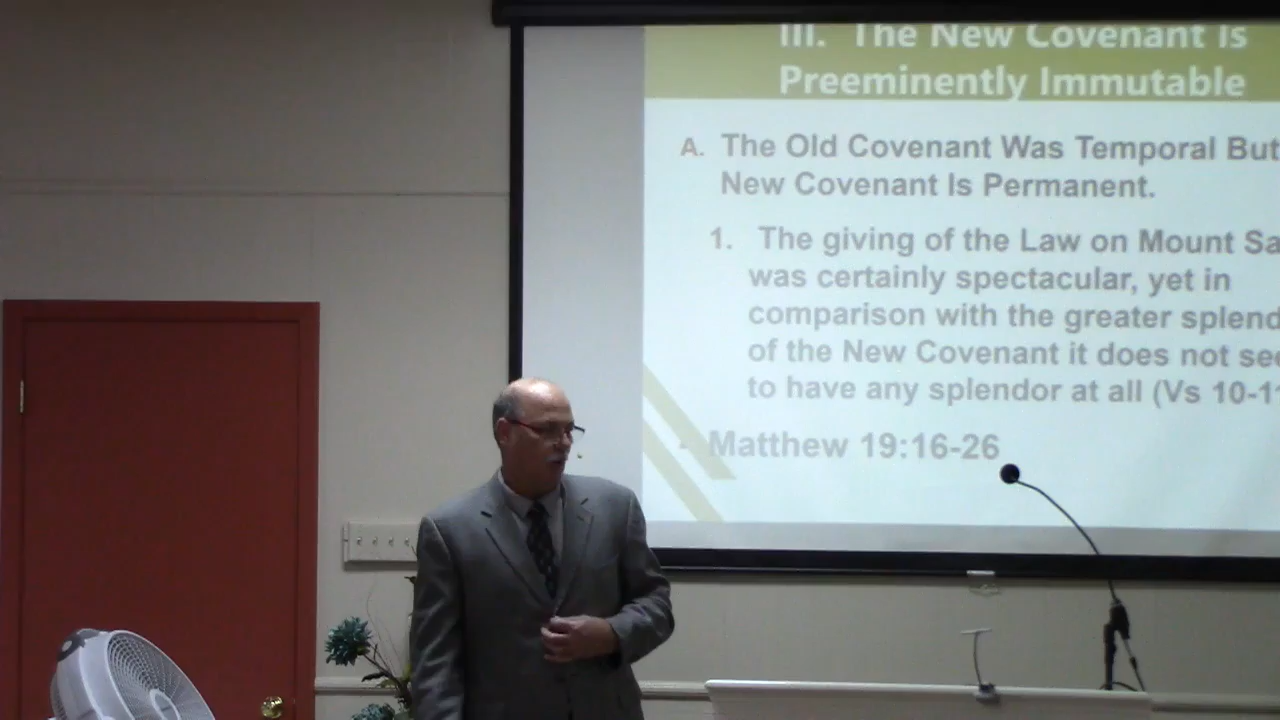 III. The New Covenant Is
Preeminently Immutable
A. The Old Covenant Was Temporal But
New Covenant Is Permanent.
1. The giving of the Law on Mount Sa
was certainly spectacular, yet in
comparison with the greater splend
of the New Covenant it does not see
to have any splendor at all (Vs 10-1
- Matthew 19:16-26